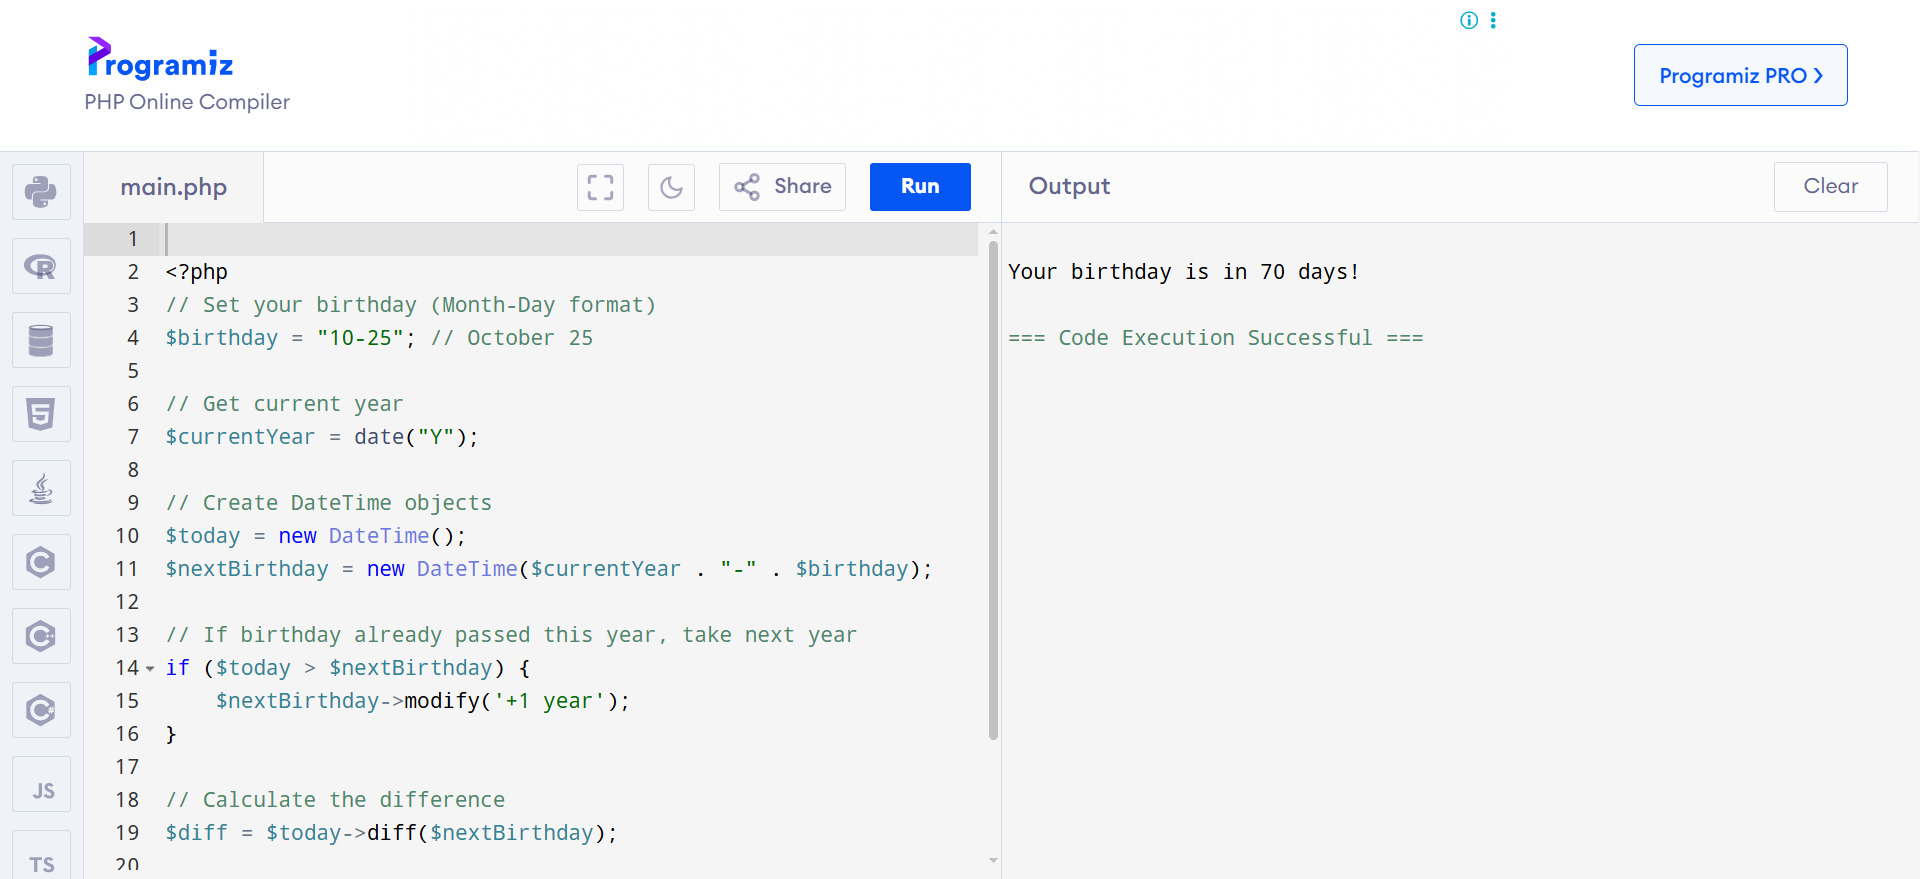 Programiz
PHP Online Compiler
Programiz PRO
main.php
Share
Run
Output
Clear
1
2 <?php
3 // Set your birthday (Month-Day format)
4 $birthday = "10-25"; // October 25
5
6 // Get current year
7 $currentYear = date("Y");
8
9 // Create DateTime objects
10 $today = new DateTime();
11 $nextBirthday = new DateTime($currentYear . "-" . $birthday);
12
13 // If birthday already passed this year, take next year
14 if ($today > $nextBirthday) {
15     $nextBirthday->modify('+1 year');
16 }
17
18 // Calculate the difference
19 $diff = $today->diff($nextBirthday);
20
Your birthday is in 70 days!
=== Code Execution Successful ===
R
5
C
C++
C#
JS
TS